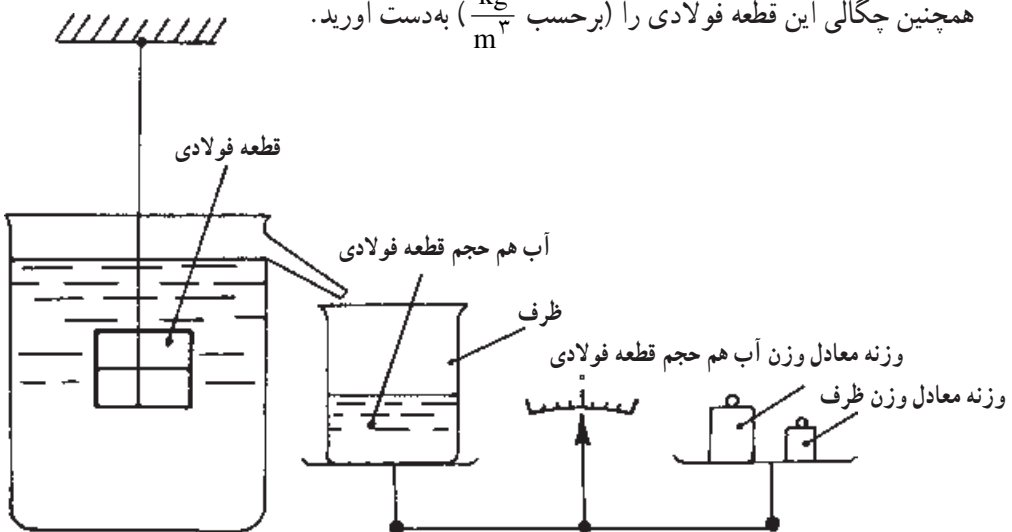 همچنین چگالی این قطعه فولادی را (برحسب kg/m³) به‌دست آورید.
قطعه فولادی
آب هم حجم قطعه فولادی
ظرف
وزنه معادل وزن آب هم حجم قطعه فولادی
وزنه معادل وزن ظرف